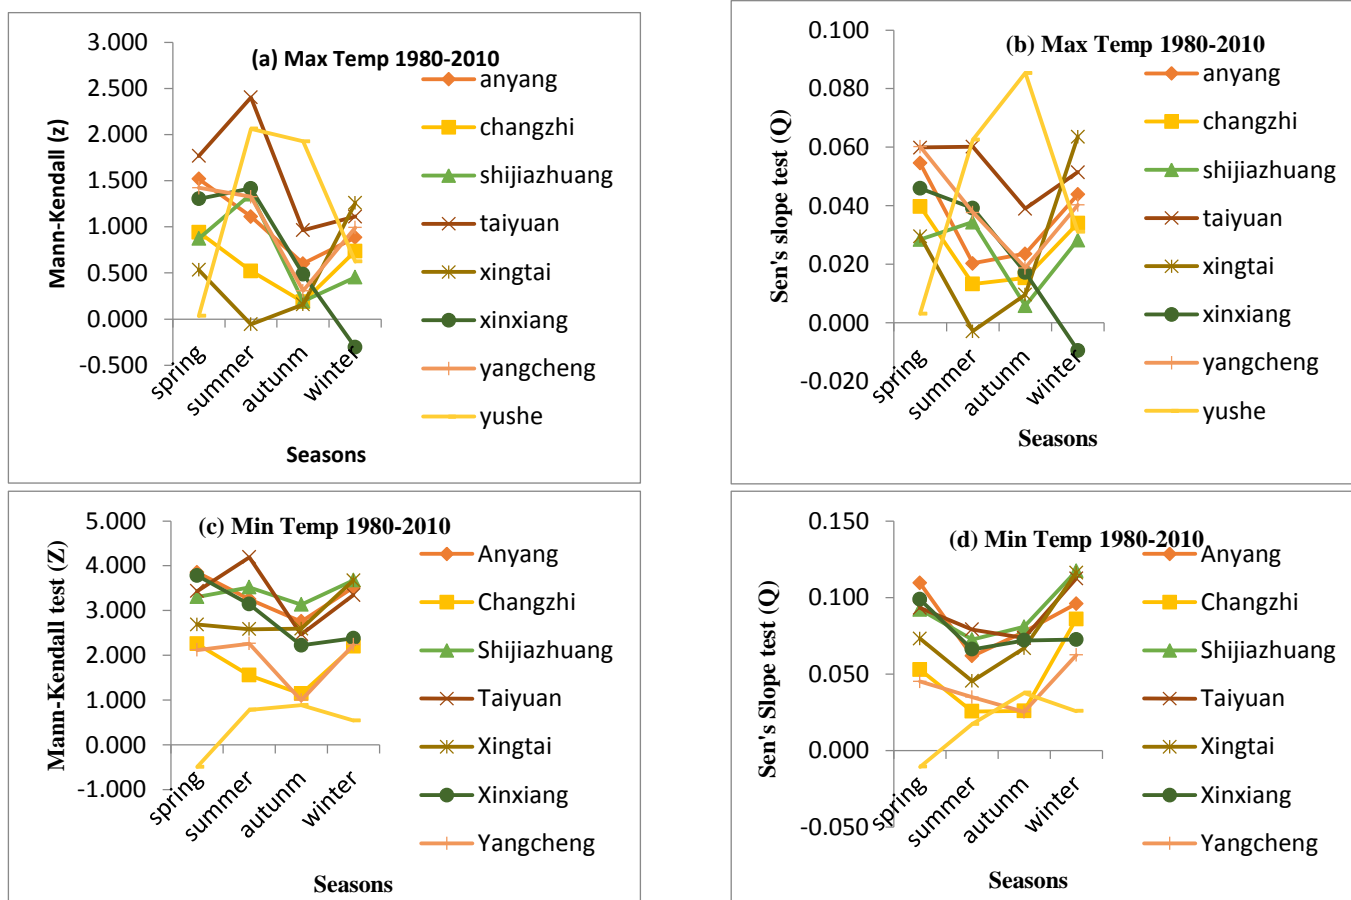 (a) Max Temp 1980-2010
Mann-Kendall (z)
3.000
2.500
2.000
1.500
1.000
0.500
0.000
-0.500
spring
summer
autunm
winter
Seasons
anyang
changzhi
shijiazhuang
taiyuan
xingtai
xinxiang
yangcheng
yushe
(b) Max Temp 1980-2010
Sen's slope test (Q)
0.100
0.080
0.060
0.040
0.020
0.000
-0.020
spring
summer
autunm
winter
Seasons
anyang
changzhi
shijiazhuang
taiyuan
xingtai
xinxiang
yangcheng
yushe
(c) Min Temp 1980-2010
Mann-Kendall test (Z)
5.000
4.000
3.000
2.000
1.000
0.000
-1.000
spring
summer
autunm
winter
Seasons
Anyang
Changzhi
Shijiazhuang
Taiyuan
Xingtai
Xinxiang
Yangcheng
(d) Min Temp 1980-2010
Sen's Slope test (Q)
0.150
0.100
0.050
0.000
-0.050
spring
summer
autunm
winter
Seasons
Anyang
Changzhi
Shijiazhuang
Taiyuan
Xingtai
Xinxiang
Yangcheng